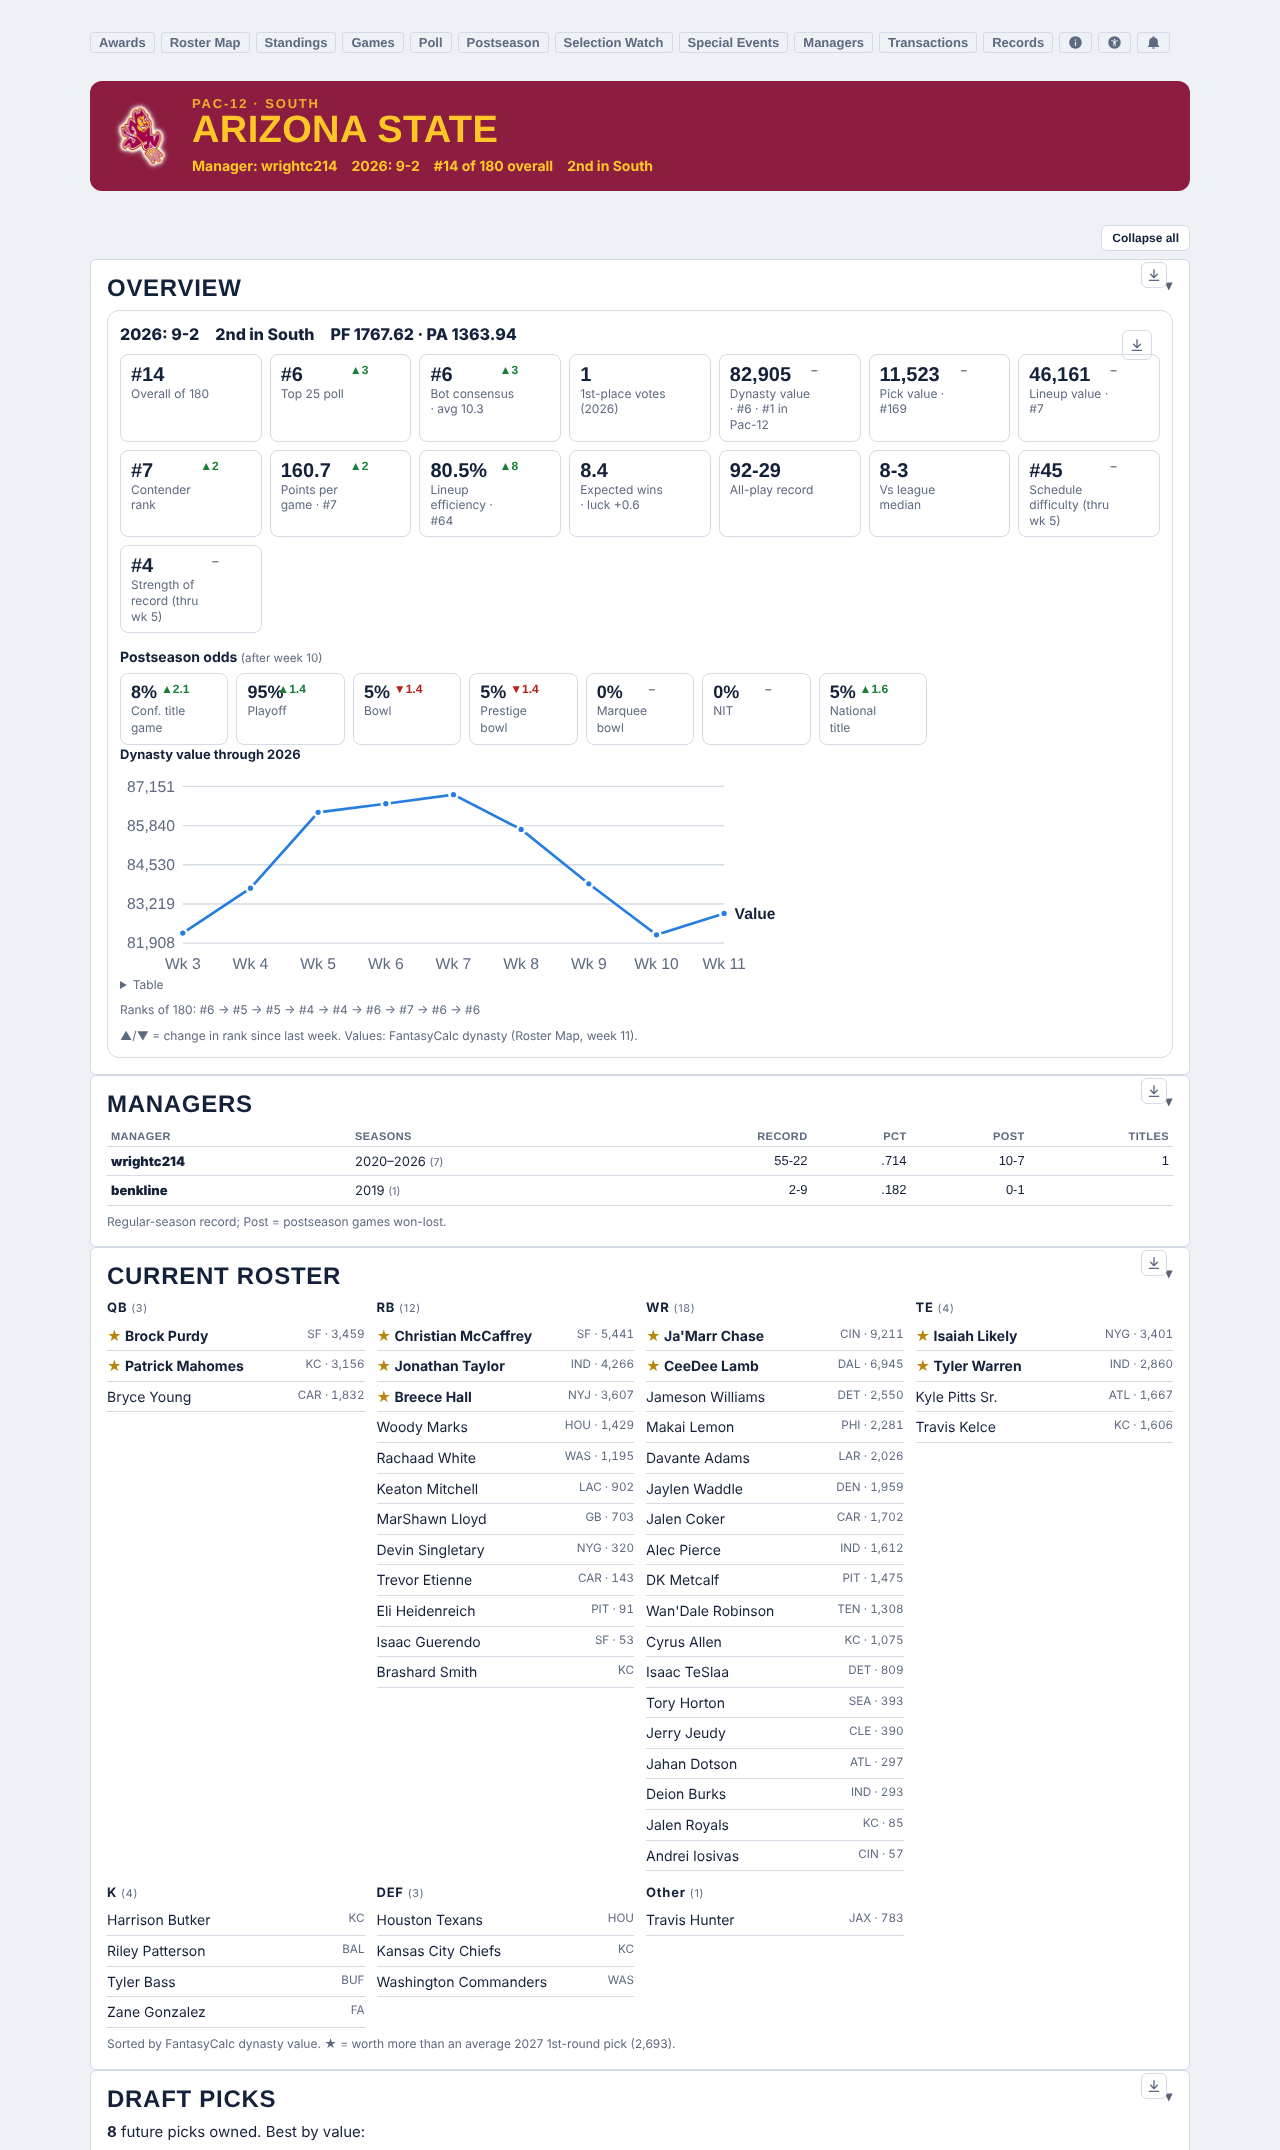 Awards Roster Map Standings Games Poll Postseason Selection Watch Special Events Managers Transactions Records
PAC-12 · SOUTH
ARIZONA STATE
Manager: wrightc214 2026: 9-2 #14 of 180 overall 2nd in South
Collapse all
OVERVIEW ▼
2026: 9-2 2nd in South PF 1767.62 · PA 1363.94
#14
Overall of 180
#6 ▲3
Top 25 poll
#6 ▲3
Bot consensus
· avg 10.3
1
1st-place votes
(2026)
82,905 –
Dynasty value
· #6 · #1 in
Pac-12
11,523 –
Pick value ·
#169
46,161 –
Lineup value ·
#7
#7 ▲2
Contender
rank
160.7 ▲2
Points per
game · #7
80.5% ▲8
Lineup
efficiency ·
#64
8.4
Expected wins
· luck +0.6
92-29
All-play record
8-3
Vs league
median
#45 –
Schedule
difficulty (thru
wk 5)
#4 –
Strength of
record (thru
wk 5)
Postseason odds (after week 10)
8% ▲2.1
Conf. title
game
95% ▲1.4
Playoff
5% ▼1.4
Bowl
5% ▼1.4
Prestige
bowl
0% –
Marquee
bowl
0% –
NIT
5% ▲1.6
National
title
Dynasty value through 2026
87,151
85,840
84,530
83,219
81,908
Value
Wk 3 Wk 4 Wk 5 Wk 6 Wk 7 Wk 8 Wk 9 Wk 10 Wk 11
▶ Table
Ranks of 180: #6 → #5 → #5 → #4 → #4 → #6 → #7 → #6 → #6
▲/▼ = change in rank since last week. Values: FantasyCalc dynasty (Roster Map, week 11).
MANAGERS ▼
MANAGER SEASONS RECORD PCT POST TITLES
wrightc214 2020–2026 (7) 55-22 .714 10-7 1
benkline 2019 (1) 2-9 .182 0-1
Regular-season record; Post = postseason games won-lost.
CURRENT ROSTER ▼
QB (3)
★ Brock Purdy SF · 3,459
★ Patrick Mahomes KC · 3,156
Bryce Young CAR · 1,832
RB (12)
★ Christian McCaffrey SF · 5,441
★ Jonathan Taylor IND · 4,266
★ Breece Hall NYJ · 3,607
Woody Marks HOU · 1,429
Rachaad White WAS · 1,195
Keaton Mitchell LAC · 902
MarShawn Lloyd GB · 703
Devin Singletary NYG · 320
Trevor Etienne CAR · 143
Eli Heidenreich PIT · 91
Isaac Guerendo SF · 53
Brashard Smith KC
WR (18)
★ Ja'Marr Chase CIN · 9,211
★ CeeDee Lamb DAL · 6,945
Jameson Williams DET · 2,550
Makai Lemon PHI · 2,281
Davante Adams LAR · 2,026
Jaylen Waddle DEN · 1,959
Jalen Coker CAR · 1,702
Alec Pierce IND · 1,612
DK Metcalf PIT · 1,475
Wan'Dale Robinson TEN · 1,308
Cyrus Allen KC · 1,075
Isaac TeSlaa DET · 809
Tory Horton SEA · 393
Jerry Jeudy CLE · 390
Jahan Dotson ATL · 297
Deion Burks IND · 293
Jalen Royals KC · 85
Andrei Iosivas CIN · 57
TE (4)
★ Isaiah Likely NYG · 3,401
★ Tyler Warren IND · 2,860
Kyle Pitts Sr. ATL · 1,667
Travis Kelce KC · 1,606
K (4)
Harrison Butker KC
Riley Patterson BAL
Tyler Bass BUF
Zane Gonzalez FA
DEF (3)
Houston Texans HOU
Kansas City Chiefs KC
Washington Commanders WAS
Other (1)
Travis Hunter JAX · 783
Sorted by FantasyCalc dynasty value. ★ = worth more than an average 2027 1st-round pick (2,693).
DRAFT PICKS ▼
8 future picks owned. Best by value: